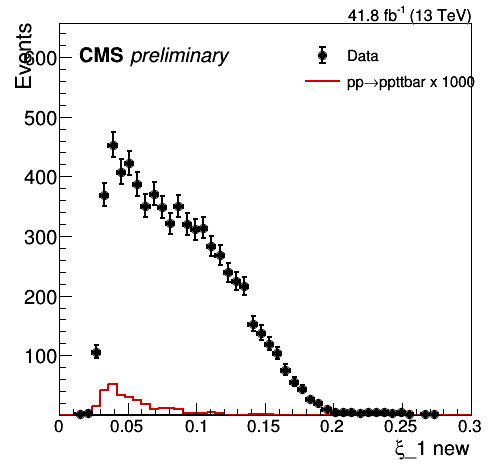 41.8 fb-1 (13 TeV)
Events
CMS preliminary
Data
pp→ppttbar x 1000
600
500
400
300
200
100
0 0.05 0.1 0.15 0.2 0.25 0.3
ξ_1 new